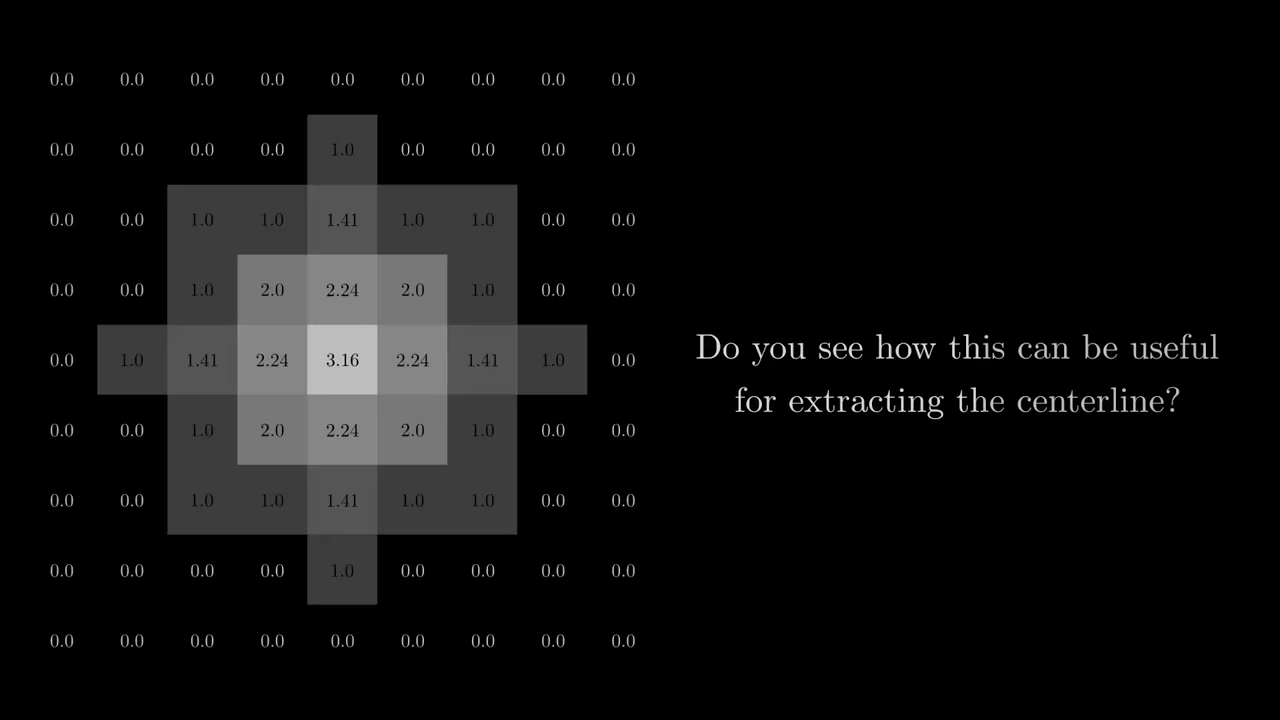 0.0 0.0 0.0 0.0 0.0 0.0 0.0 0.0 0.0
0.0 0.0 0.0 0.0 1.0 0.0 0.0 0.0 0.0
0.0 0.0 1.0 1.0 1.41 1.0 1.0 0.0 0.0
0.0 0.0 1.0 2.0 2.24 2.0 1.0 0.0 0.0
0.0 1.0 1.41 2.24 3.16 2.24 1.41 1.0 0.0
0.0 0.0 1.0 2.0 2.24 2.0 1.0 0.0 0.0
0.0 0.0 1.0 1.0 1.41 1.0 1.0 0.0 0.0
0.0 0.0 0.0 0.0 1.0 0.0 0.0 0.0 0.0
0.0 0.0 0.0 0.0 0.0 0.0 0.0 0.0 0.0
Do you see how this can be useful
for extracting the centerline?